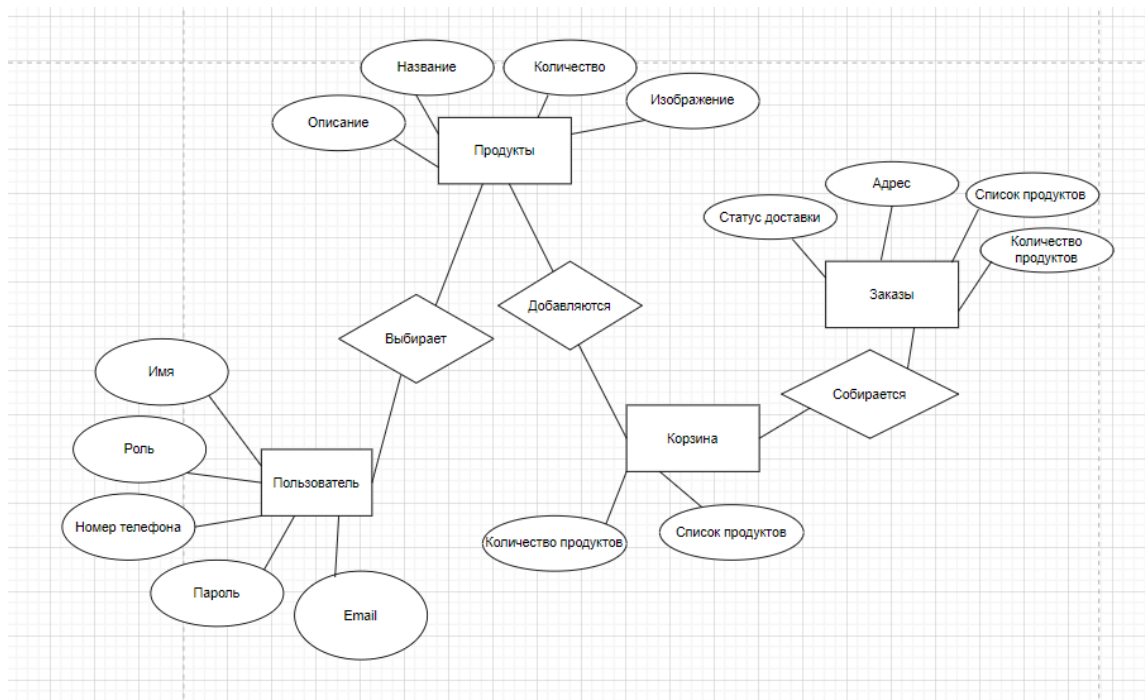 Название
Количество
Изображение
Описание
Продукты
Адрес
Список продуктов
Статус доставки
Количество
продуктов
Заказы
Добавляются
Выбирает
Имя
Собирается
Корзина
Роль
Пользователь
Номер телефона
Количество продуктов
Список продуктов
Пароль
Email